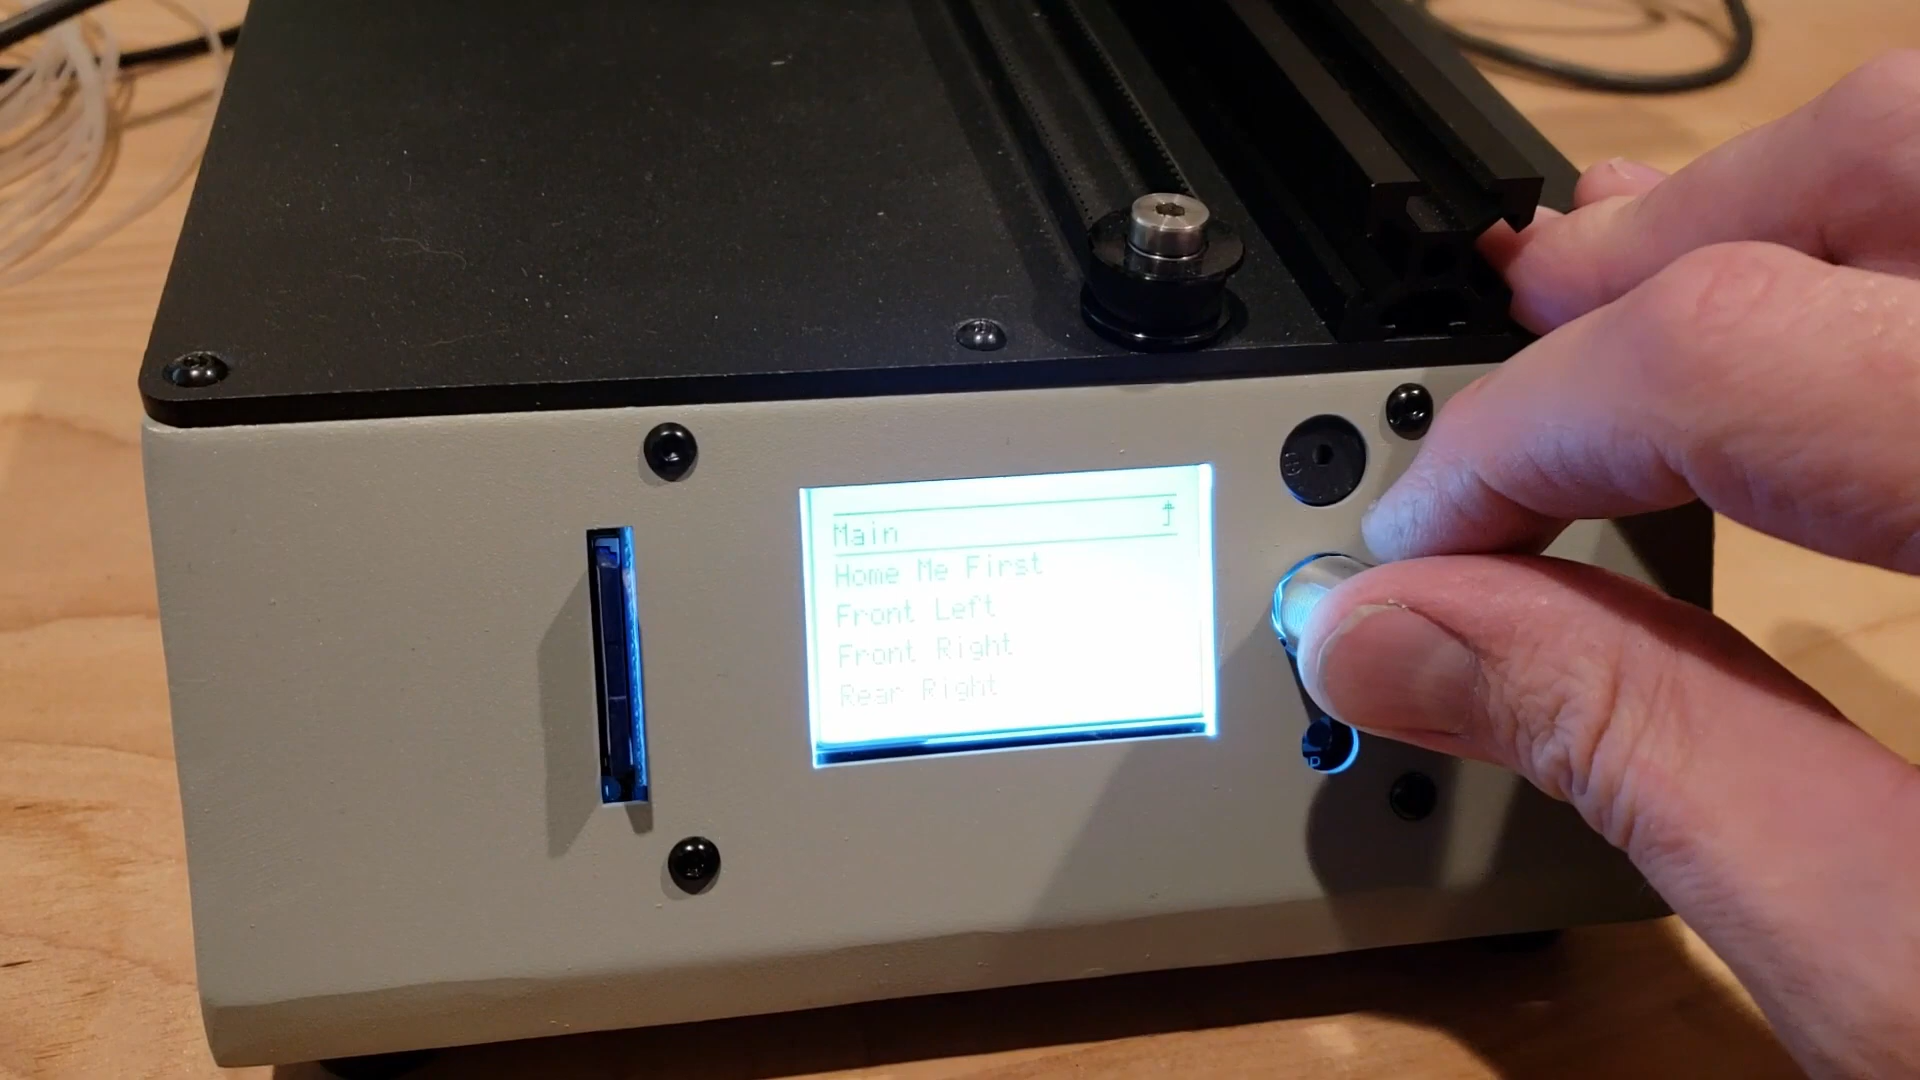 Main
Home Me First
Front Left
Front Right
Rear Right